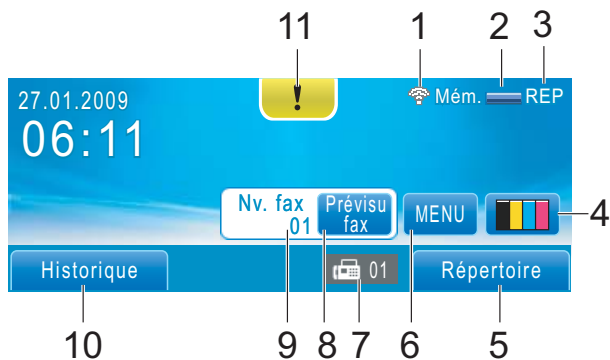 11 1 2 3
27.01.2009 ! Mém. REP
06:11
Nv. fax Prévisu
01 fax MENU
4
Historique 01 Répertoire
10 9 8 7 6 5